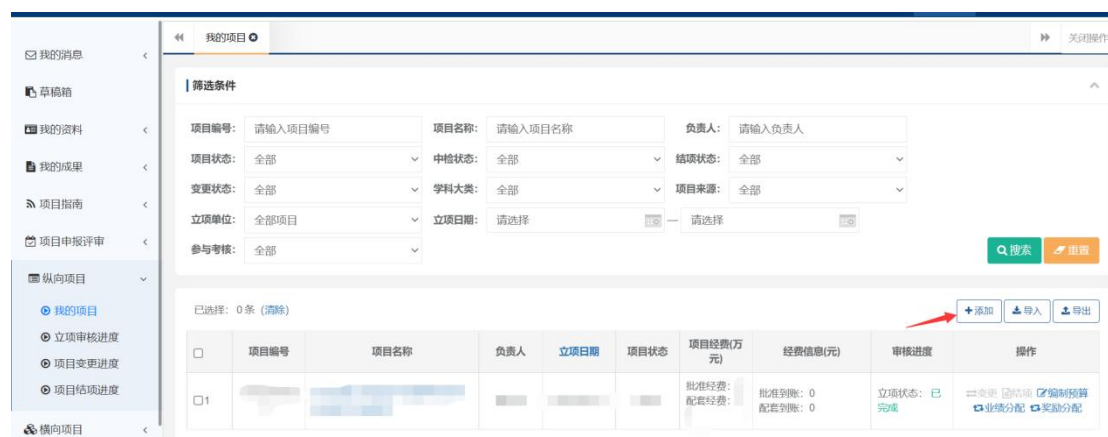 我的消息
草稿箱
我的资料
我的成果
项目指南
项目申报评审
纵向项目
我的项目
立项审核进度
项目变更进度
项目结项进度
横向项目
我的项目
关闭操作
筛选条件
项目编号: 请输入项目编号 项目名称: 请输入项目名称 负责人: 请输入负责人
项目状态: 全部 中检状态: 全部 结项状态: 全部
变更状态: 全部 学科大类: 全部 项目来源: 全部
立项单位: 全部项目 立项日期: 请选择 — 请选择
参与考核: 全部
搜索 重置
已选择: 0 条 (清除)
添加 导入 导出
项目编号 项目名称 负责人 立项日期 项目状态 项目经费(万元) 经费信息(元) 审核进度 操作
1
批准经费:
配套经费:
批准到账: 0
配套到账: 0
立项状态: 已完成
变更 结项 编制预算
业绩分配 奖励分配